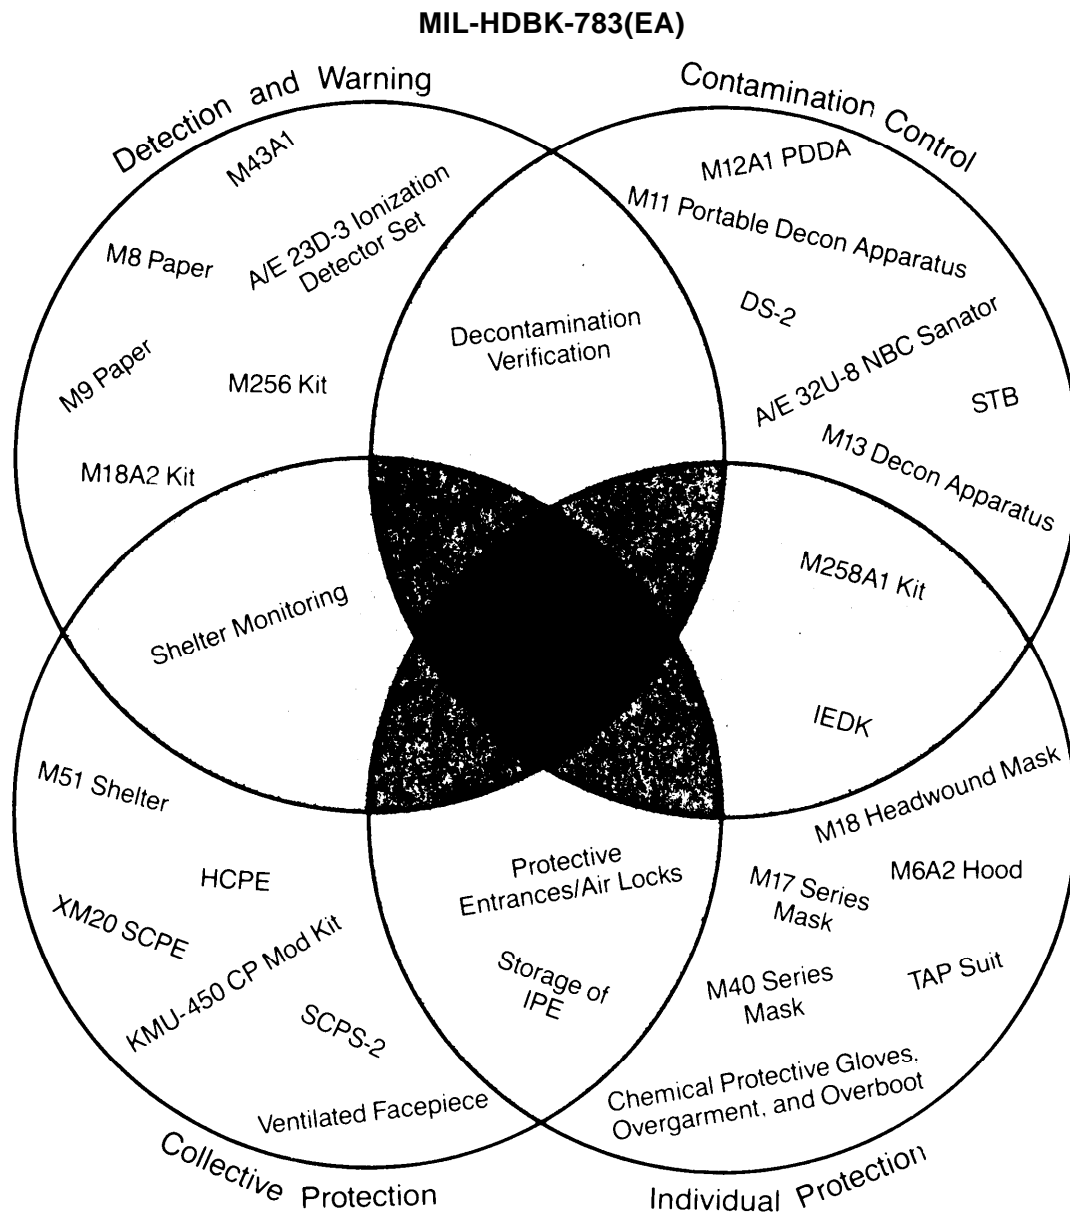 MIL-HDBK-783(EA)
Detection and Warning
Contamination Control
M43A1
A/E 23D-3 Ionization
Detector Set
M8 Paper
M9 Paper
M256 Kit
M18A2 Kit
Decontamination
Verification
M12A1 PDDA
M11 Portable Decon Apparatus
DS-2
A/E 32U-8 NBC Sanator
STB
M13 Decon Apparatus
Shelter Monitoring
M258A1 Kit
IEDK
M51 Shelter
HCPE
XM20 SCPE
KMU-450 CP Mod Kit
SCPS-2
Ventilated Facepiece
Protective
Entrances/Air Locks
Storage of
IPE
M18 Headwound Mask
M17 Series
Mask
M6A2 Hood
M40 Series
Mask
TAP Suit
Chemical Protective Gloves,
Overgarment, and Overboot
Collective Protection
Individual Protection